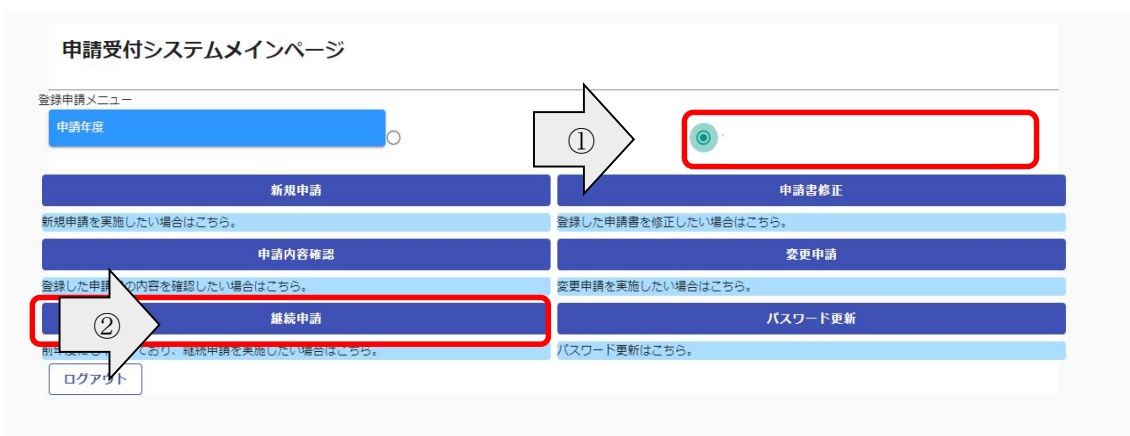 申請受付システムメインページ
登録申請メニュー
申請年度
①
新規申請
申請書修正
新規申請を実施したい場合はこちら。
登録した申請書を修正したい場合はこちら。
申請内容確認
変更申請
登録した申請 の内容を確認したい場合はこちら。
変更申請を実施したい場合はこちら。
②
継続申請
パスワード更新
ており、継続申請を実施したい場合はこちら。
パスワード更新はこちら。
ログアウト